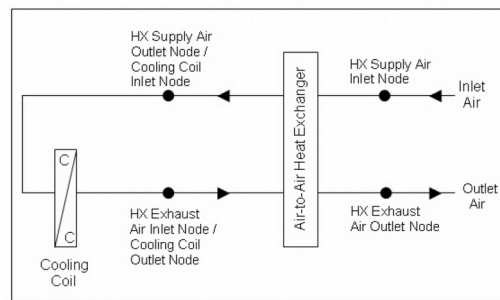 HX Supply Air
Outlet Node /
Cooling Coil
Inlet Node
HX Supply Air
Inlet Node
Inlet
Air
Air-to-Air Heat Exchanger
C
C
Cooling
Coil
HX Exhaust
Air Inlet Node /
Cooling Coil
Outlet Node
HX Exhaust
Air Outlet Node
Outlet
Air